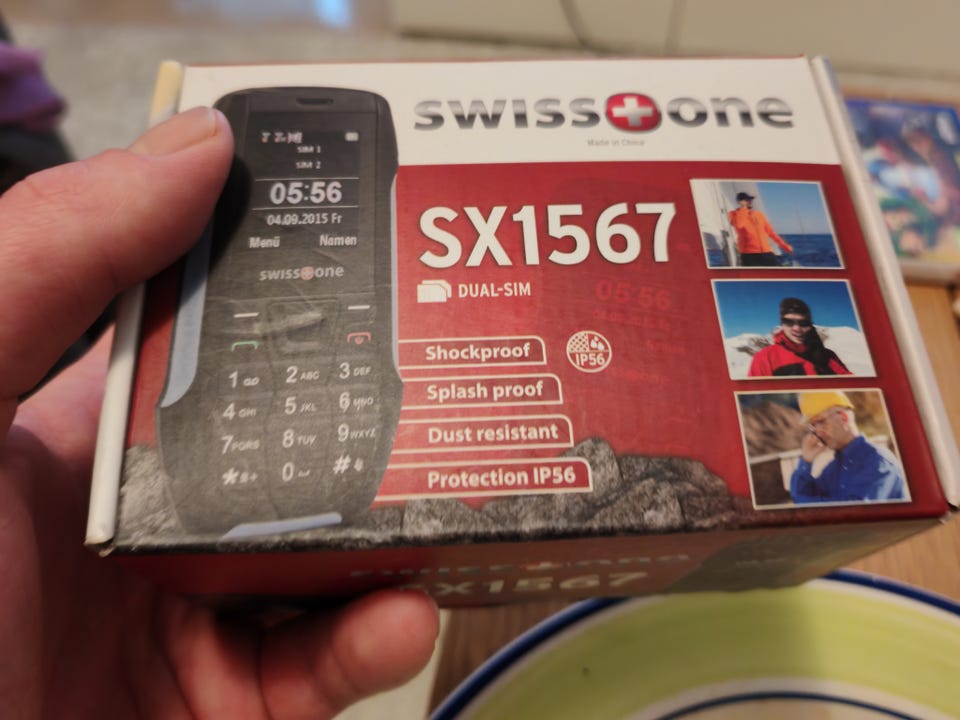 swiss one
Made in China
SIM 1
SIM 2
05:56
04.09.2015 Fr
Menü Namen
swiss one
SX1567
DUAL-SIM
Shockproof
IP56
Splash proof
Dust resistant
Protection IP56
1
2 ABC
3 DEF
4 GHI
5 JKL
6 MNO
7 PQRS
8 TUV
9 WXYZ
*
0
#
SX1567